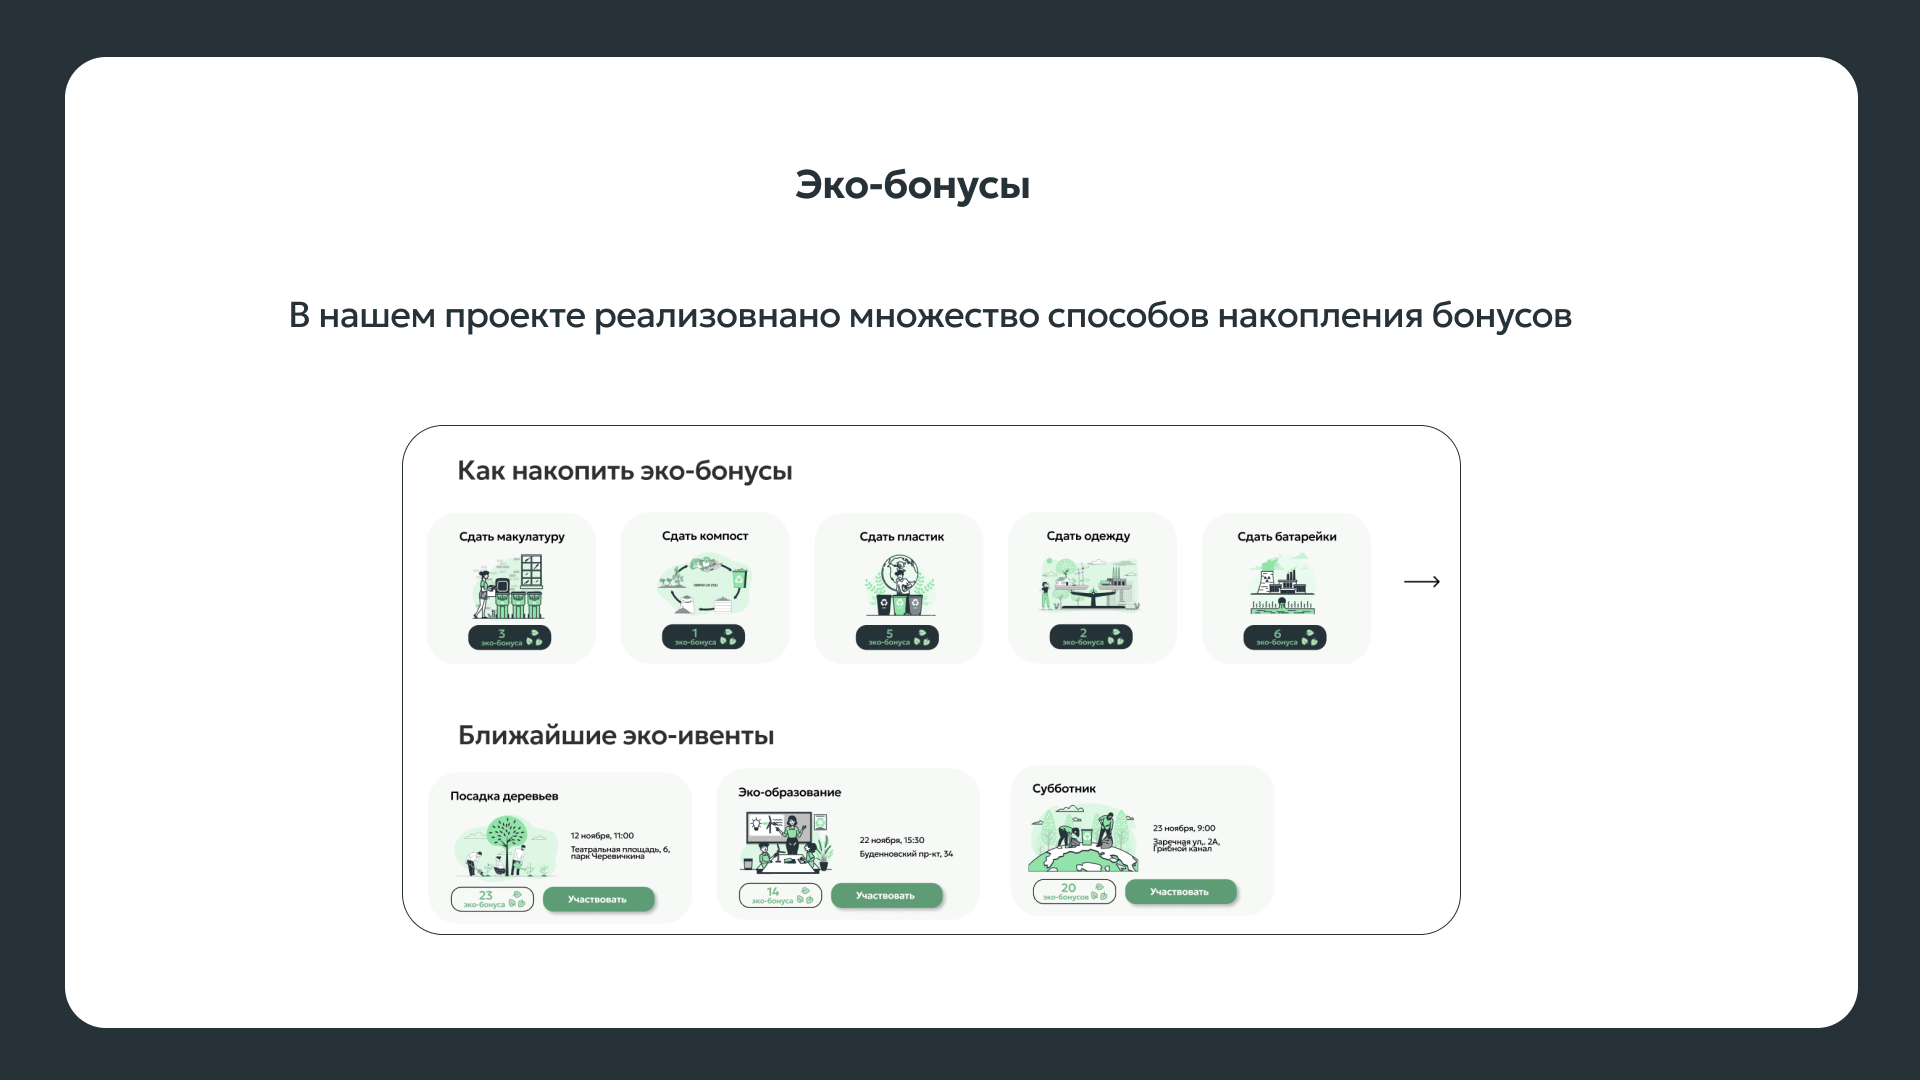 Эко-бонусы
В нашем проекте реализовнано множество способов накопления бонусов
Как накопить эко-бонусы
Сдать макулатуру
3
эко-бонуса
Сдать компост
1
эко-бонуса
Сдать пластик
5
эко-бонуса
Сдать одежду
2
эко-бонуса
Сдать батарейки
6
эко-бонуса
Ближайшие эко-ивенты
Посадка деревьев
12 ноября, 11:00
Театральная площадь, 6,
парк Черевичкина
23
эко-бонуса
Участвовать
Эко-образование
22 ноября, 15:30
Буденновский пр-кт, 34
14
эко-бонуса
Участвовать
Субботник
23 ноября, 9:00
Заречная ул., 2А,
Гребной канал
20
эко-бонусов
Участвовать